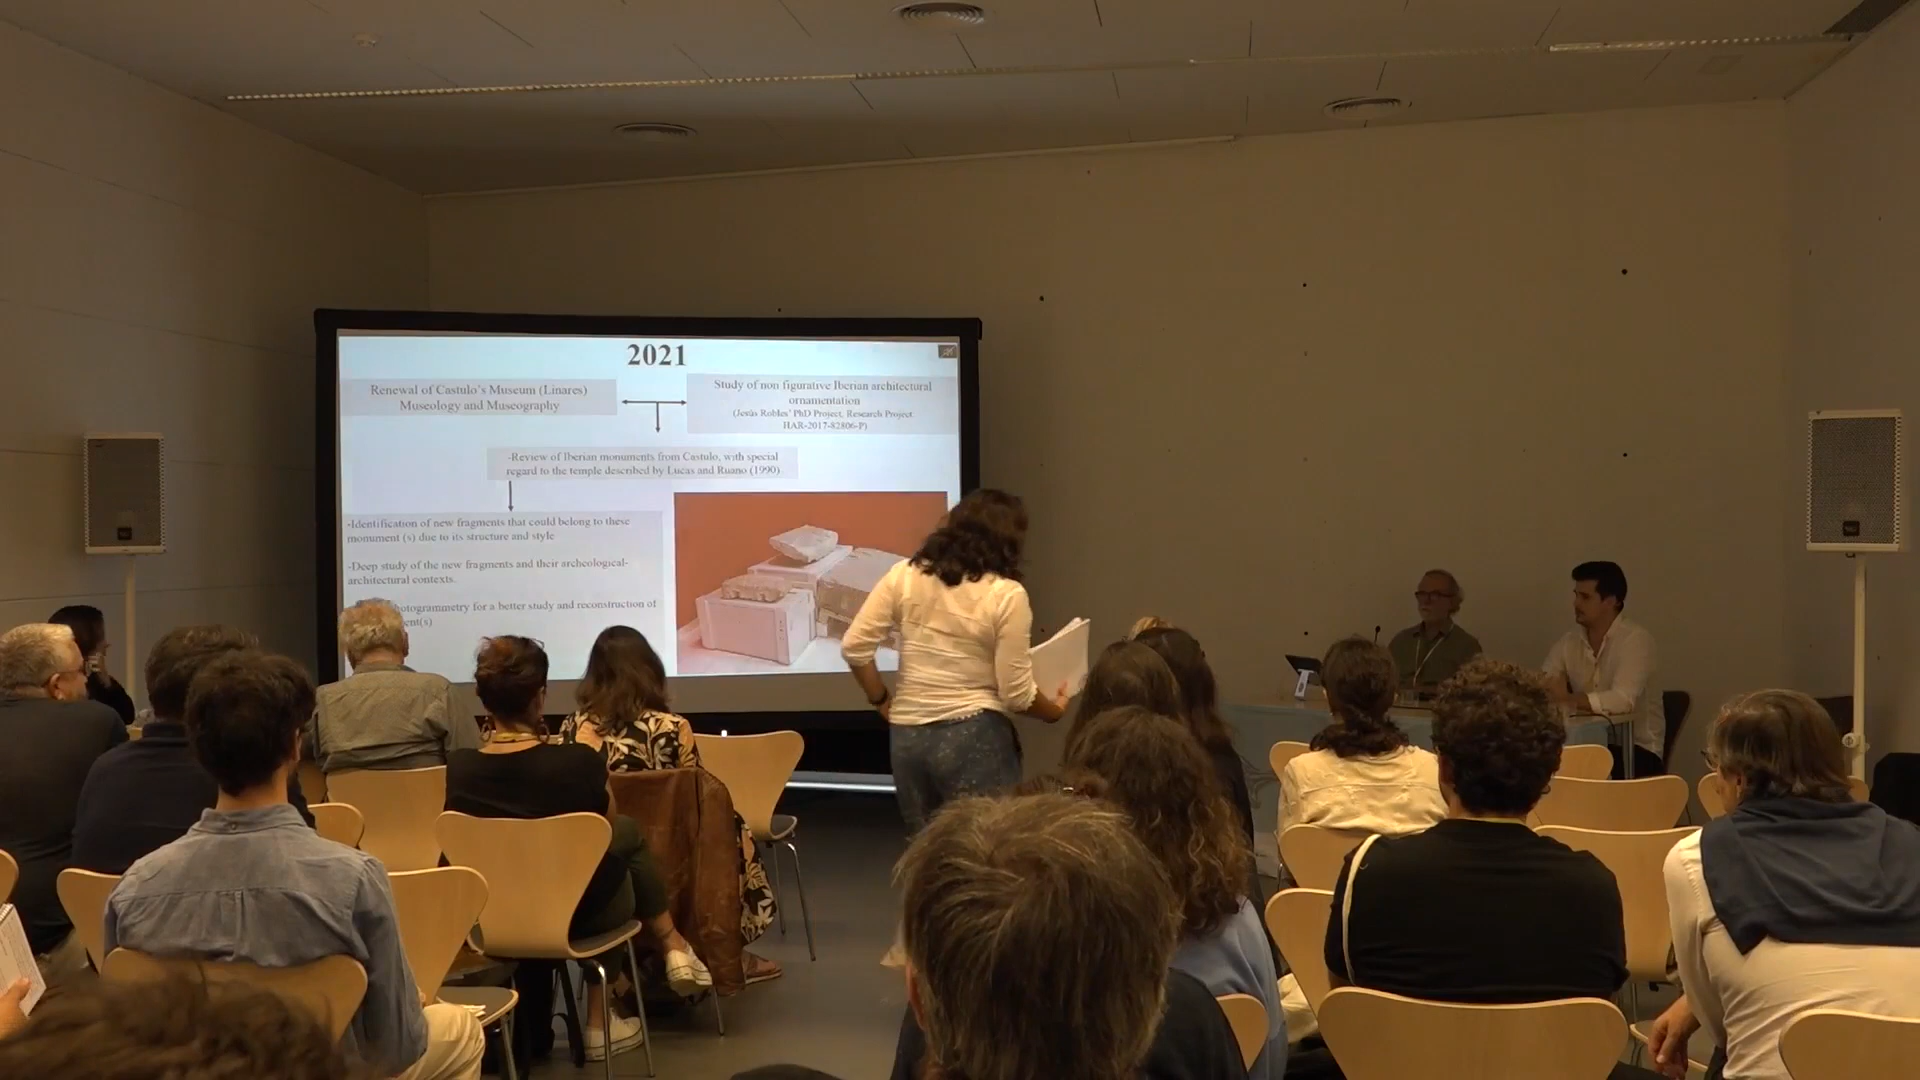 2021
Renewal of Castulo's Museum (Linares)
Museology and Museography
Study of non figurative Iberian architectural
ornamentation
(Jesús Robles' PhD Project, Research Project
HAR-2017-82806-P)
-Review of Iberian monuments from Castulo, with special
regard to the temple described by Lucas and Ruano (1990)
-Identification of new fragments that could belong to these
monument (s) due to its structure and style
-Deep study of the new fragments and their archeological-
architectural contexts.
for a better study and reconstruction of